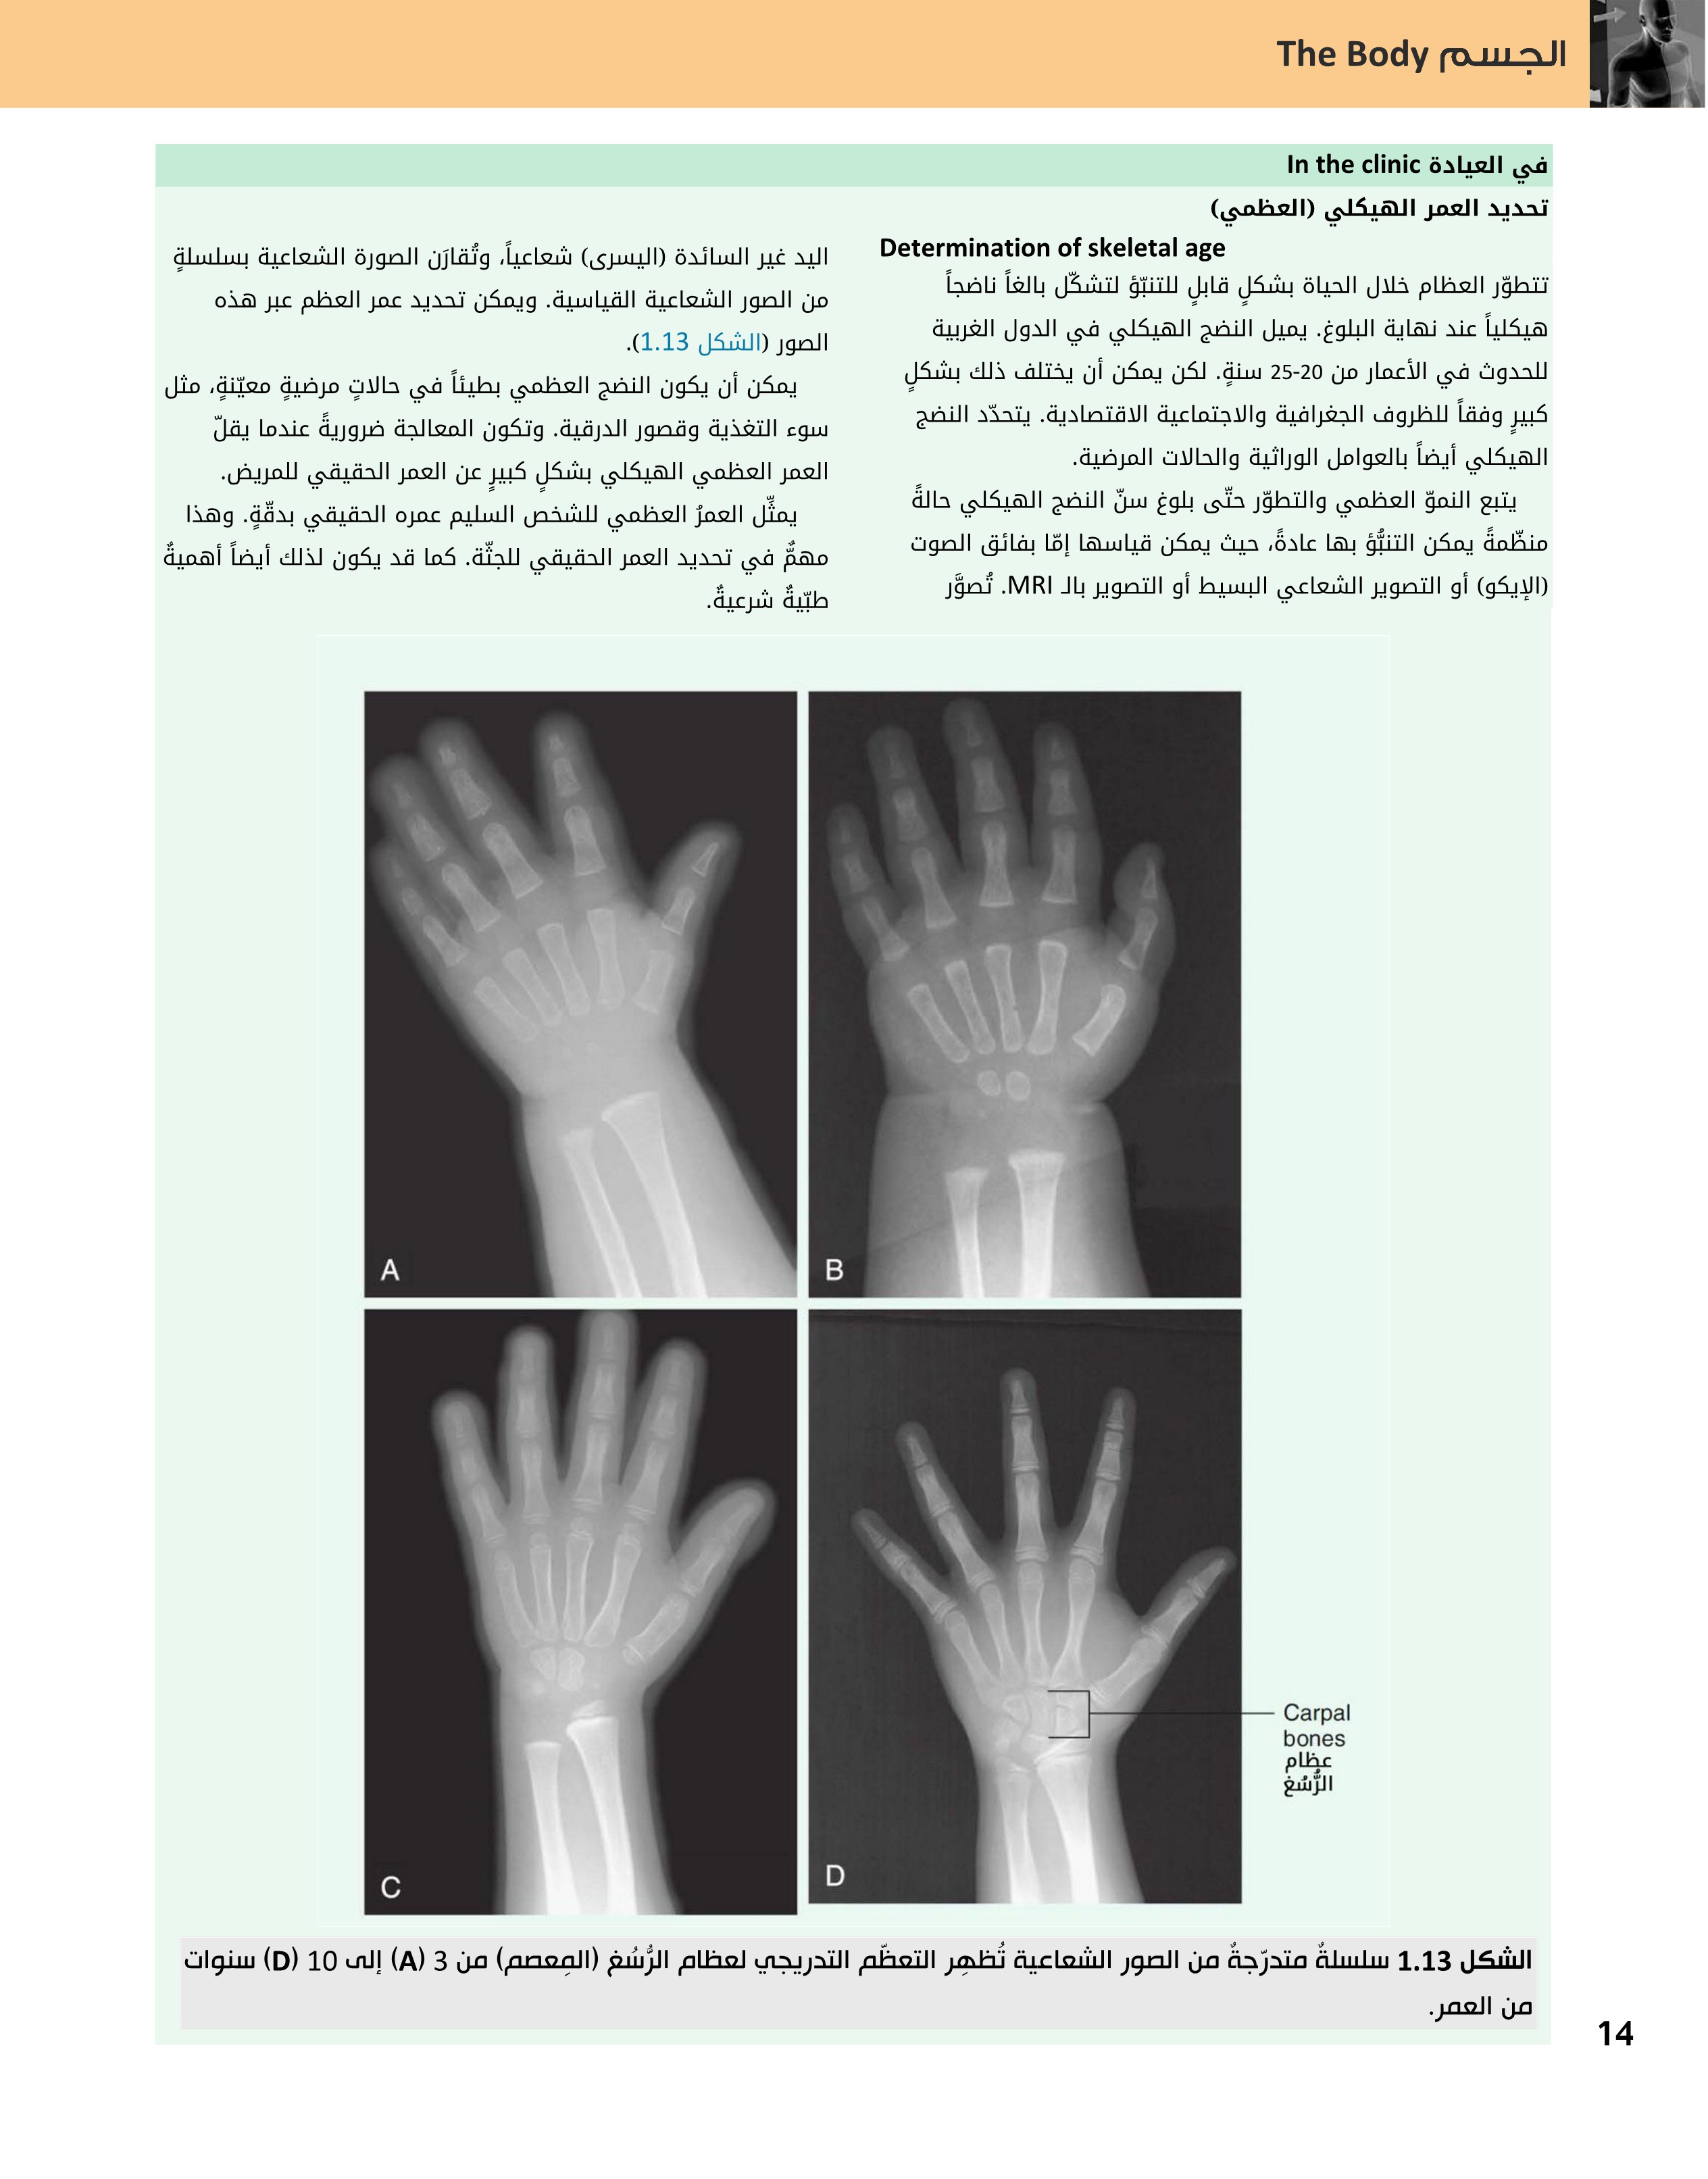 الجسم The Body
في العيادة In the clinic
تحديد العمر الهيكلي (العظمي)
Determination of skeletal age
تتطوّر العظام خلال الحياة بشكلٍ قابلٍ للتنبّؤ لتشكّل بالغاً ناضجاً
هيكلياً عند نهاية البلوغ. يميل النضج الهيكلي في الدول الغربية
للحدوث في الأعمار من 20-25 سنةٍ. لكن يمكن أن يختلف ذلك بشكلٍ
كبيرٍ وفقاً للظروف الجغرافية والاجتماعية الاقتصادية. يتحدّد النضج
الهيكلي أيضاً بالعوامل الوراثية والحالات المرضية.
يتبع النموّ العظمي والتطوّر حتّى بلوغ سنّ النضج الهيكلي حالةً
منظّمةً يمكن التنبُّؤ بها عادةً، حيث يمكن قياسها إمّا بفائق الصوت
(الإيكو) أو التصوير الشعاعي البسيط أو التصوير بالـ MRI. تُصوَّر
اليد غير السائدة (اليسرى) شعاعياً، وتُقارَن الصورة الشعاعية بسلسلةٍ
من الصور الشعاعية القياسية. ويمكن تحديد عمر العظم عبر هذه
الصور (الشكل 1.13).
يمكن أن يكون النضج العظمي بطيئاً في حالاتٍ مرضيةٍ معيّنةٍ، مثل
سوء التغذية وقصور الدرقية. وتكون المعالجة ضروريةً عندما يقلّ
العمر العظمي الهيكلي بشكلٍ كبيرٍ عن العمر الحقيقي للمريض.
يمثّل العمرُ العظمي للشخص السليم عمره الحقيقي بدقّةٍ. وهذا
مهمٌّ في تحديد العمر الحقيقي للجثّة. كما قد يكون لذلك أيضاً أهميةٌ
طبّيةٌ شرعيةٌ.
A
B
C
D
Carpal
bones
عظام
الرُّسُغ
الشكل 1.13 سلسلةٌ متدرّجةٌ من الصور الشعاعية تُظهِر التعظّم التدريجي لعظام الرُّسُغ (المِعصم) من 3 (A) إلى 10 (D) سنوات
من العمر.
14